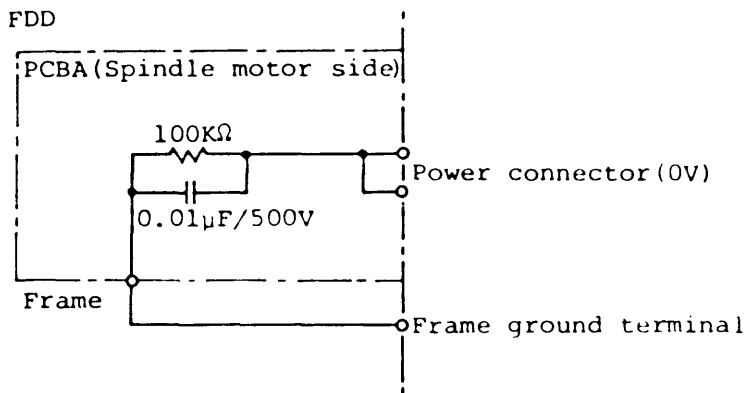 FDD
PCBA(Spindle motor side)
100KΩ
Power connector(0V)
0.01µF/500V
Frame
Frame ground terminal